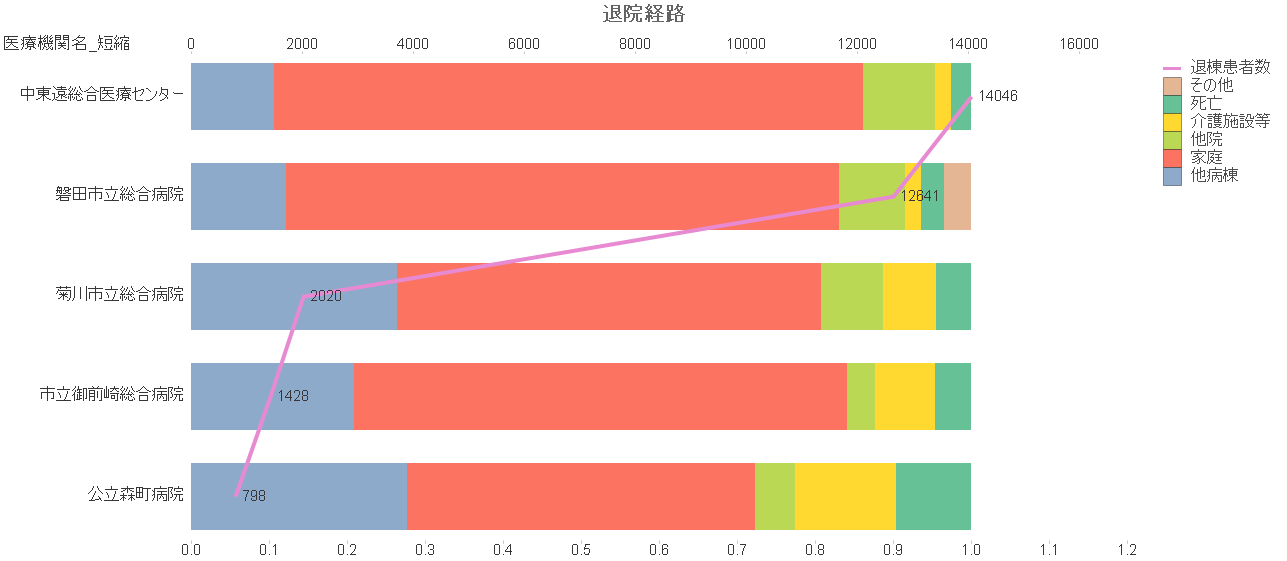 退院経路
医療機関名_短縮
0 2000 4000 6000 8000 10000 12000 14000 16000
退棟患者数
その他
死亡
介護施設等
他院
家庭
他病棟
中東遠総合医療センター
14046
磐田市立総合病院
12641
菊川市立総合病院
2020
市立御前崎総合病院
1428
公立森町病院
798
0.0 0.1 0.2 0.3 0.4 0.5 0.6 0.7 0.8 0.9 1.0 1.1 1.2